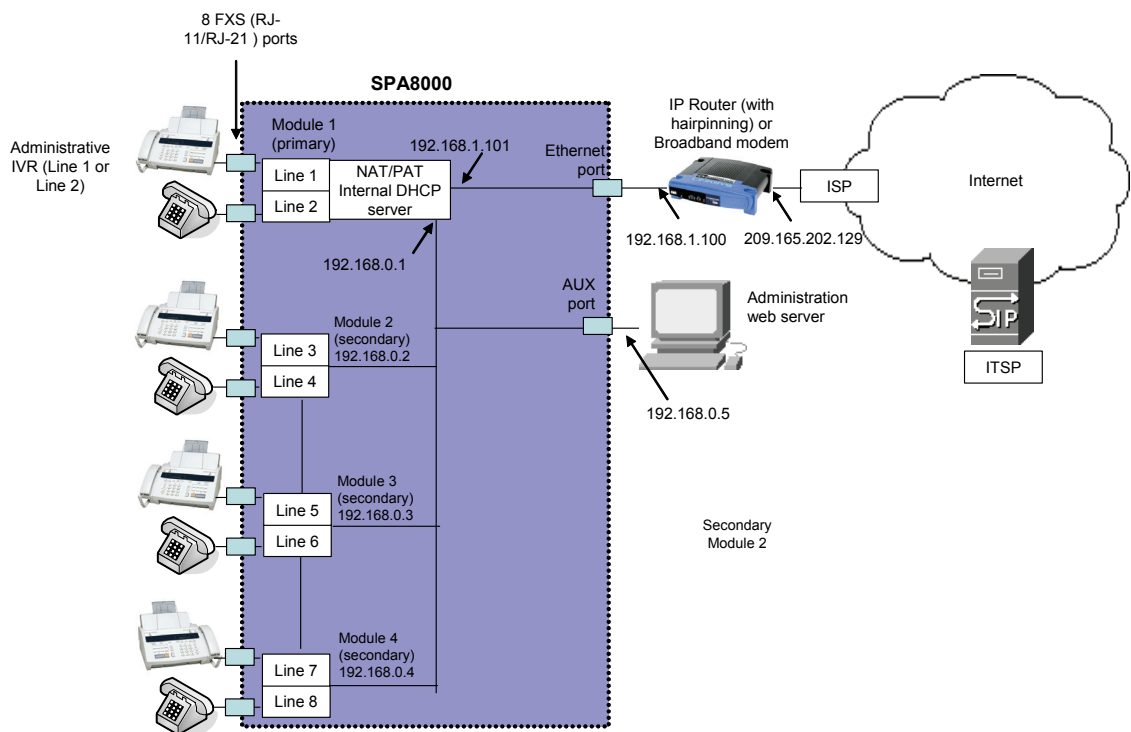 8 FXS (RJ-
11/RJ-21 ) ports
SPA8000
Administrative
IVR (Line 1 or
Line 2)
Module 1
(primary)
192.168.1.101
Line 1
Line 2
NAT/PAT
Internal DHCP
server
192.168.0.1
Ethernet
port
IP Router (with
hairpinning) or
Broadband modem
192.168.1.100
209.165.202.129
ISP
Internet
ITSP
IP
AUX
port
Administration
web server
192.168.0.5
Module 2
(secondary)
192.168.0.2
Line 3
Line 4
Module 3
(secondary)
192.168.0.3
Line 5
Line 6
Secondary
Module 2
Module 4
(secondary)
192.168.0.4
Line 7
Line 8